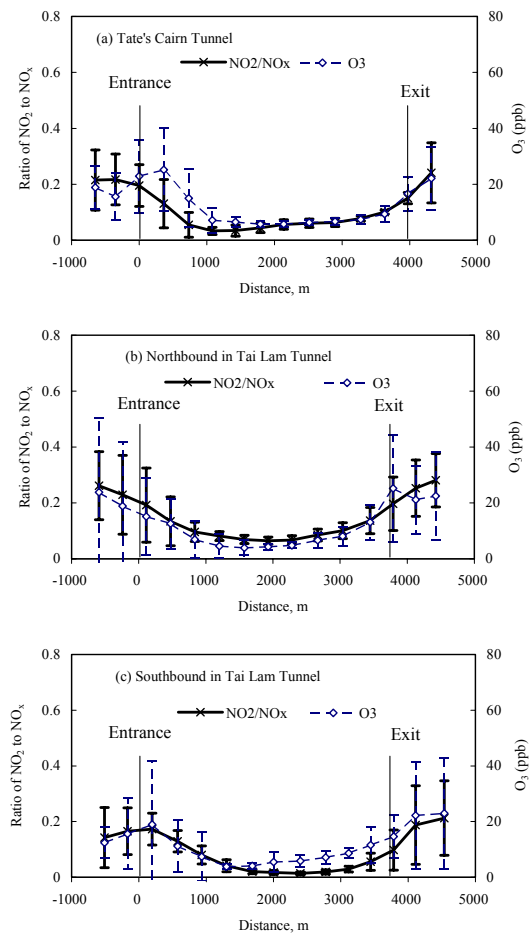 (a) Tate's Cairn Tunnel
NO2/NOx O3
Entrance
Exit
Ratio of NO₂ to NOₓ
O₃ (ppb)
0.8
0.6
0.4
0.2
0
80
60
40
20
0
-1000 0 1000 2000 3000 4000 5000
Distance, m
(b) Northbound in Tai Lam Tunnel
NO2/NOx O3
Entrance
Exit
Ratio of NO₂ to NOₓ
O₃ (ppb)
0.8
0.6
0.4
0.2
0
80
60
40
20
0
-1000 0 1000 2000 3000 4000 5000
Distance, m
(c) Southbound in Tai Lam Tunnel
NO2/NOx O3
Entrance
Exit
Ratio of NO₂ to NOₓ
O₃ (ppb)
0.8
0.6
0.4
0.2
0
80
60
40
20
0
-1000 0 1000 2000 3000 4000 5000
Distance, m